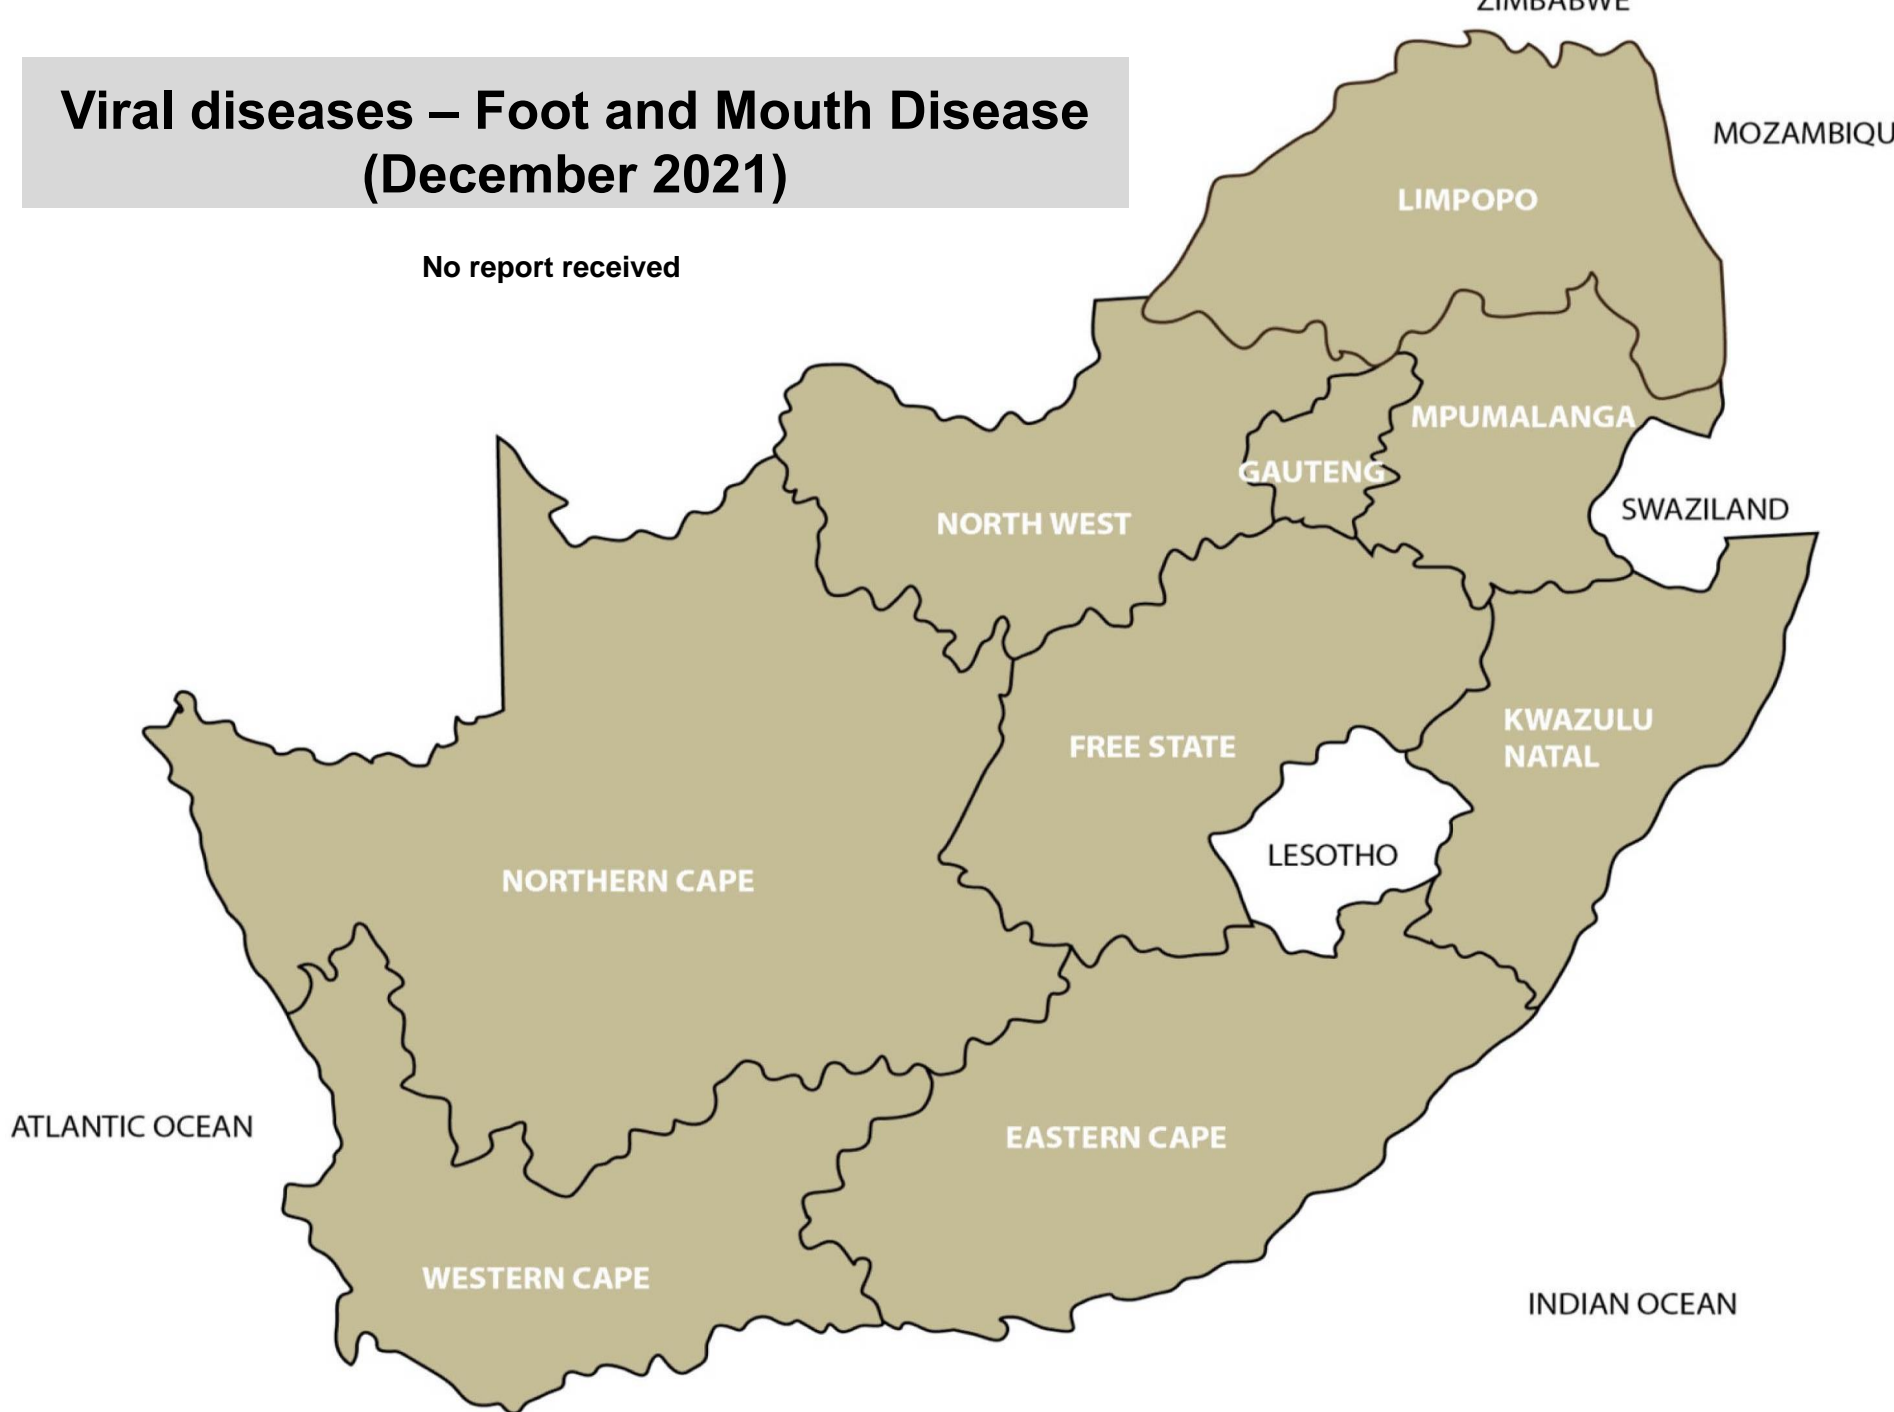 ZIMBABWE
Viral diseases – Foot and Mouth Disease
(December 2021)
MOZAMBIQU
LIMPOPO
No report received
MPUMALANGA
GAUTENG
SWAZILAND
NORTH WEST
KWAZULU
NATAL
FREE STATE
LESOTHO
NORTHERN CAPE
ATLANTIC OCEAN
EASTERN CAPE
WESTERN CAPE
INDIAN OCEAN